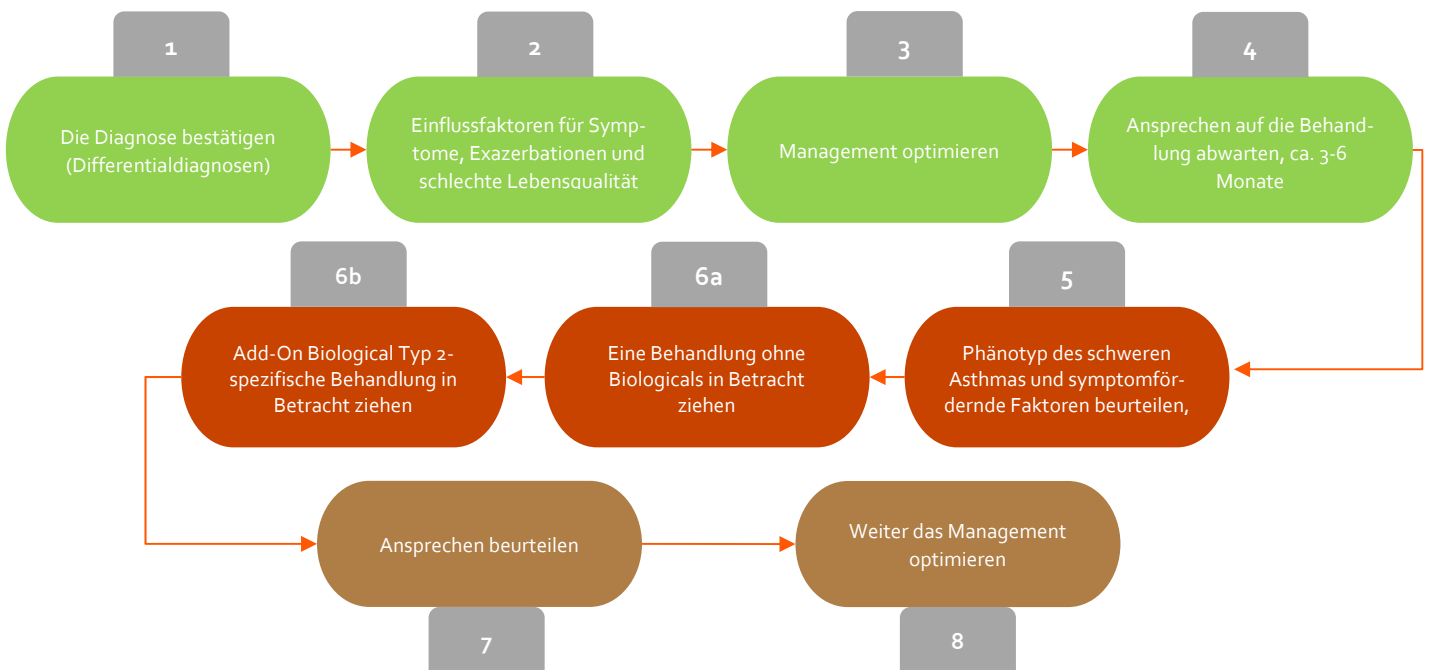 1
Die Diagnose bestätigen
(Differentialdiagnosen)
2
Einflussfaktoren für Symp-
tome, Exazerbationen und
schlechte Lebensqualität
3
Management optimieren
4
Ansprechen auf die Behand-
lung abwarten, ca. 3-6
Monate
5
Phänotyp des schweren
Asthmas und symptomför-
dernde Faktoren beurteilen,
6a
Eine Behandlung ohne
Biologicals in Betracht
ziehen
6b
Add-On Biological Typ 2-
spezifische Behandlung in
Betracht ziehen
Ansprechen beurteilen
7
Weiter das Management
optimieren
8